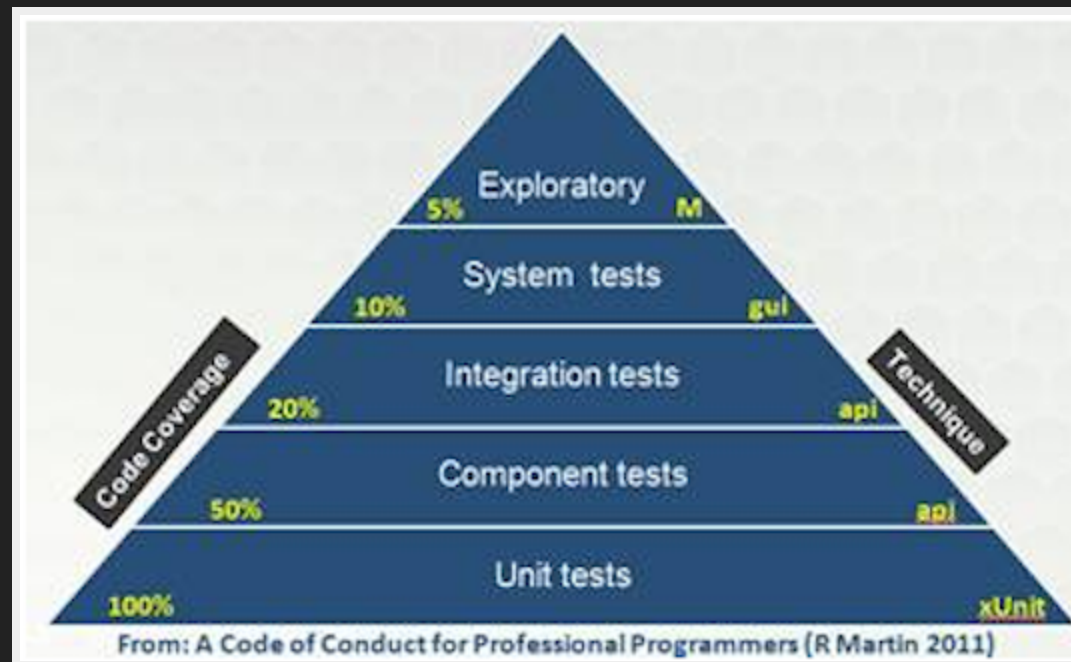 Exploratory
5% M
System tests
10% gui
Code Coverage
Technique
Integration tests
20% api
Component tests
50% api
Unit tests
100% xUnit
From: A Code of Conduct for Professional Programmers (R Martin 2011)